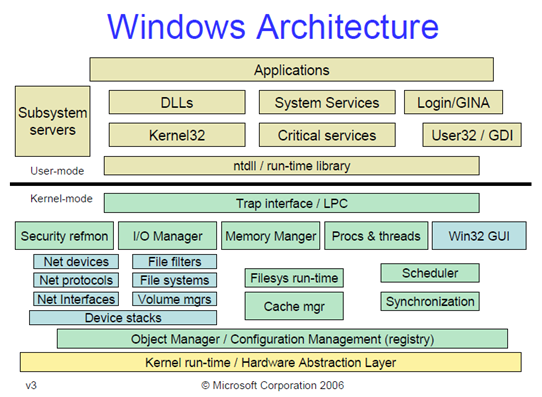 Windows Architecture
Applications
Subsystem
servers
DLLs
System Services
Login/GINA
Kernel32
Critical services
User32 / GDI
ntdll / run-time library
User-mode
Kernel-mode
Trap interface / LPC
Security refmon
I/O Manager
Memory Manger
Procs & threads
Win32 GUI
Net devices
File filters
Net protocols
File systems
Net Interfaces
Volume mgrs
Device stacks
Filesys run-time
Cache mgr
Scheduler
Synchronization
Object Manager / Configuration Management (registry)
Kernel run-time / Hardware Abstraction Layer
v3
© Microsoft Corporation 2006